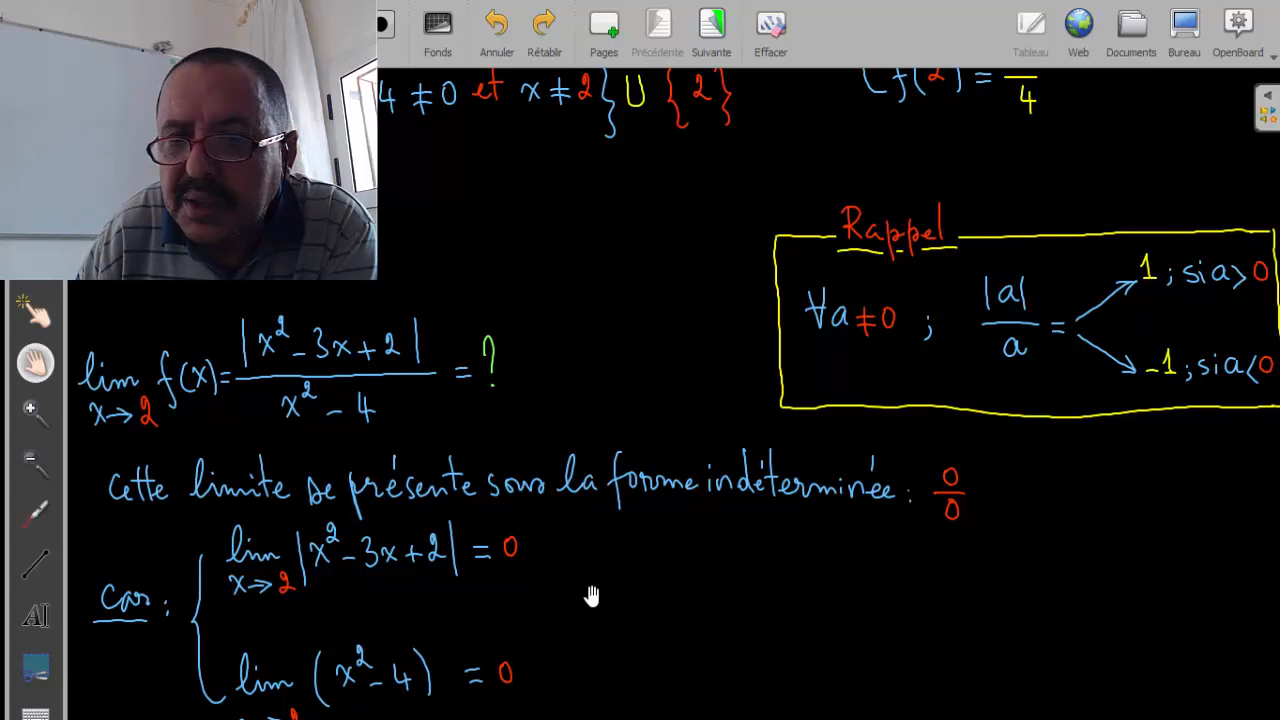 Fonds Annuler Rétablir Pages Précédente Suivante Effacer Tableau Web Documents Bureau OpenBoard
4 ≠ 0 et x ≠ 2} ∪ {2}
f(2) = /4
Rappel
∀a ≠ 0 ; |a|/a =
1 ; si a > 0
-1 ; si a < 0
lim x→2 f(x) = |x² - 3x + 2| / x² - 4 = ?
Cette limite se présente sous la forme indéterminée : 0/0
Car : { lim x→2 |x² - 3x + 2| = 0
lim (x² - 4) = 0
AI